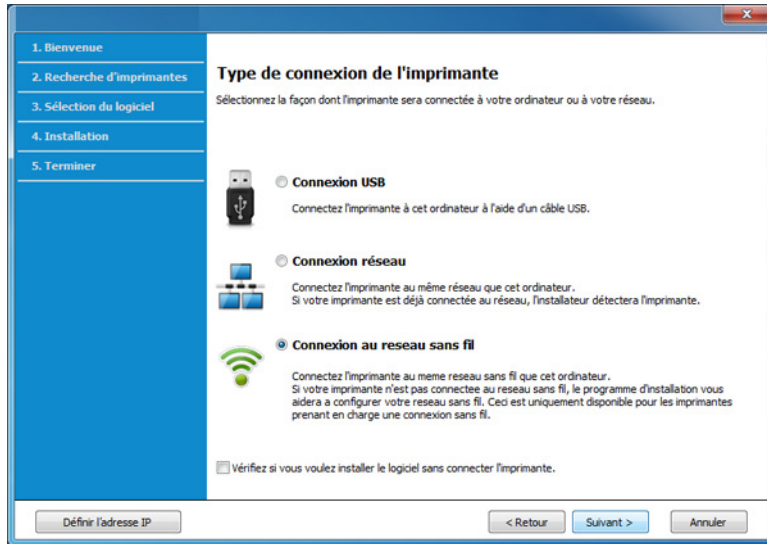 1. Bienvenue
2. Recherche d'imprimantes
3. Sélection du logiciel
4. Installation
5. Terminer
Type de connexion de l'imprimante
Sélectionnez la façon dont l'imprimante sera connectée à votre ordinateur ou à votre réseau.
Connexion USB
Connectez l'imprimante à cet ordinateur à l'aide d'un câble USB.
Connexion réseau
Connectez l'imprimante au même réseau que cet ordinateur.
Si votre imprimante est déjà connectée au réseau, l'installateur détectera l'imprimante.
Connexion au reseau sans fil
Connectez l'imprimante au meme reseau sans fil que cet ordinateur.
Si votre imprimante n'est pas connectee au reseau sans fil, le programme d'installation vous
aidera a configurer votre reseau sans fil. Ceci est uniquement disponible pour les imprimantes
prenant en charge une connexion sans fil.
Vérifiez si vous voulez installer le logiciel sans connecter l'imprimante.
Définir l'adresse IP
< Retour
Suivant >
Annuler